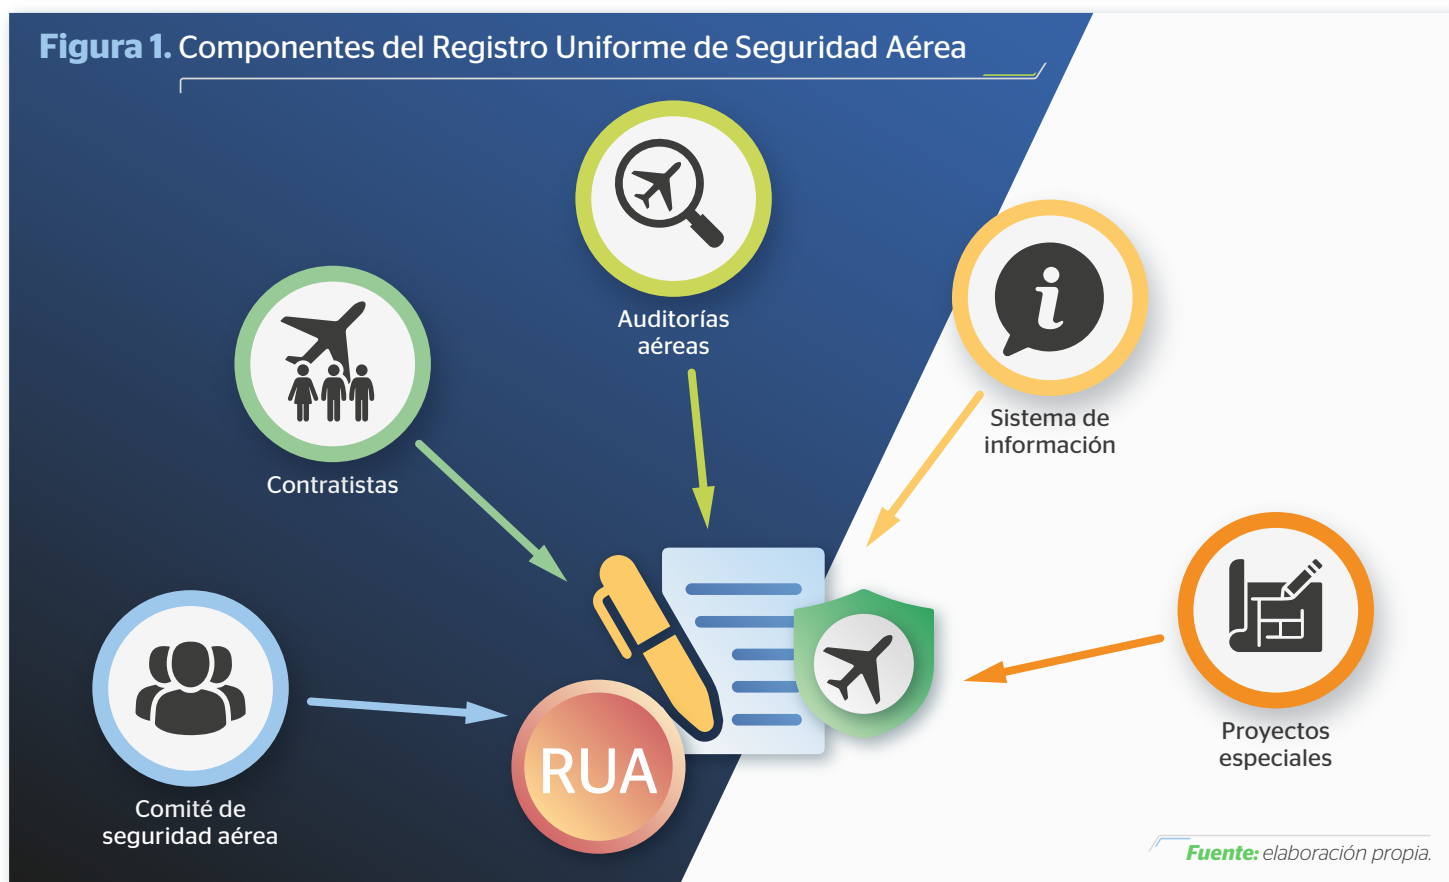 Figura 1. Componentes del Registro Uniforme de Seguridad Aérea
Auditorías
aéreas
Sistema de
información
Contratistas
Proyectos
especiales
Comité de
seguridad aérea
RUA
Fuente: elaboración propia.